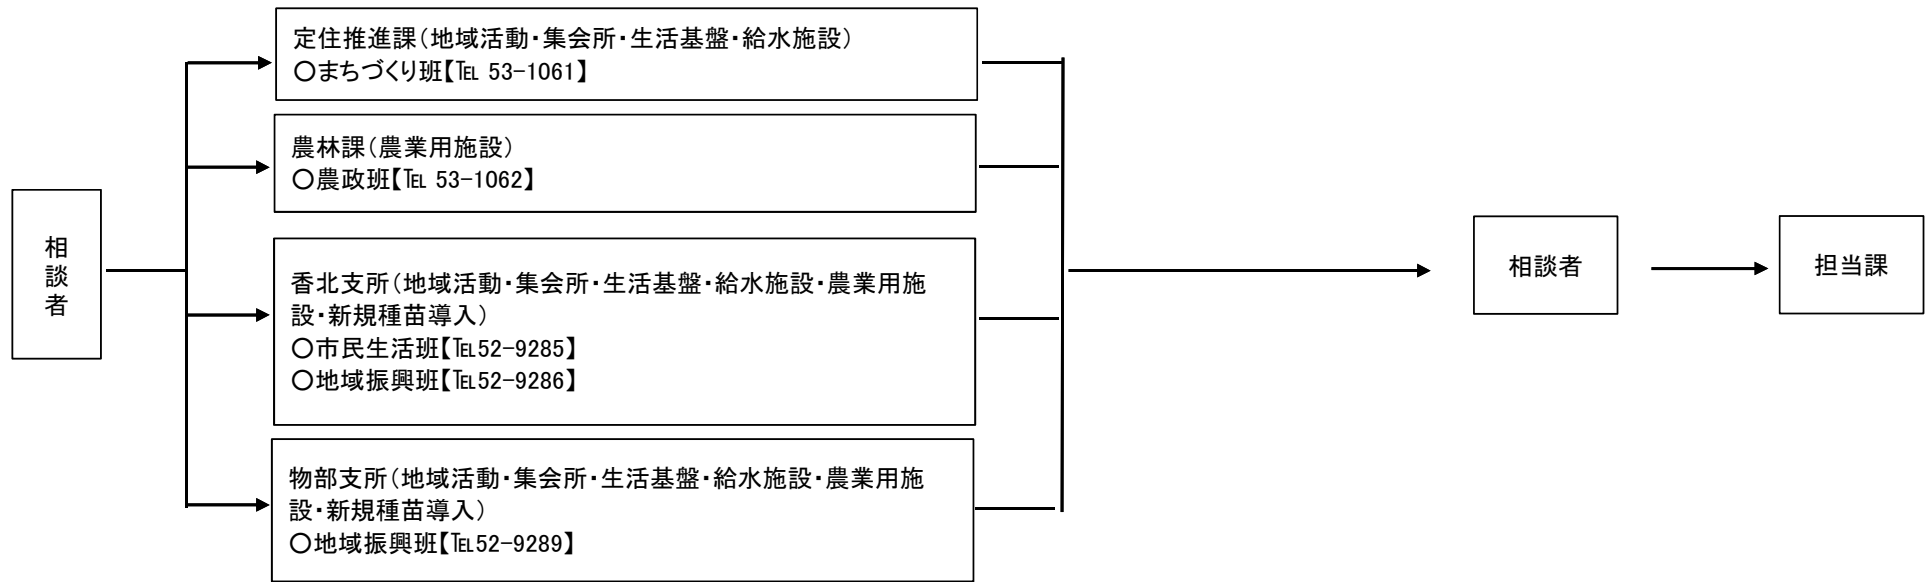 相談者
定住推進課(地域活動・集会所・生活基盤・給水施設)
○まちづくり班【℡ 53-1061】
農林課(農業用施設)
○農政班【℡ 53-1062】
香北支所(地域活動・集会所・生活基盤・給水施設・農業用施
設・新規種苗導入)
○市民生活班【℡52-9285】
○地域振興班【℡52-9286】
物部支所(地域活動・集会所・生活基盤・給水施設・農業用施
設・新規種苗導入)
○地域振興班【℡52-9289】
相談者
担当課